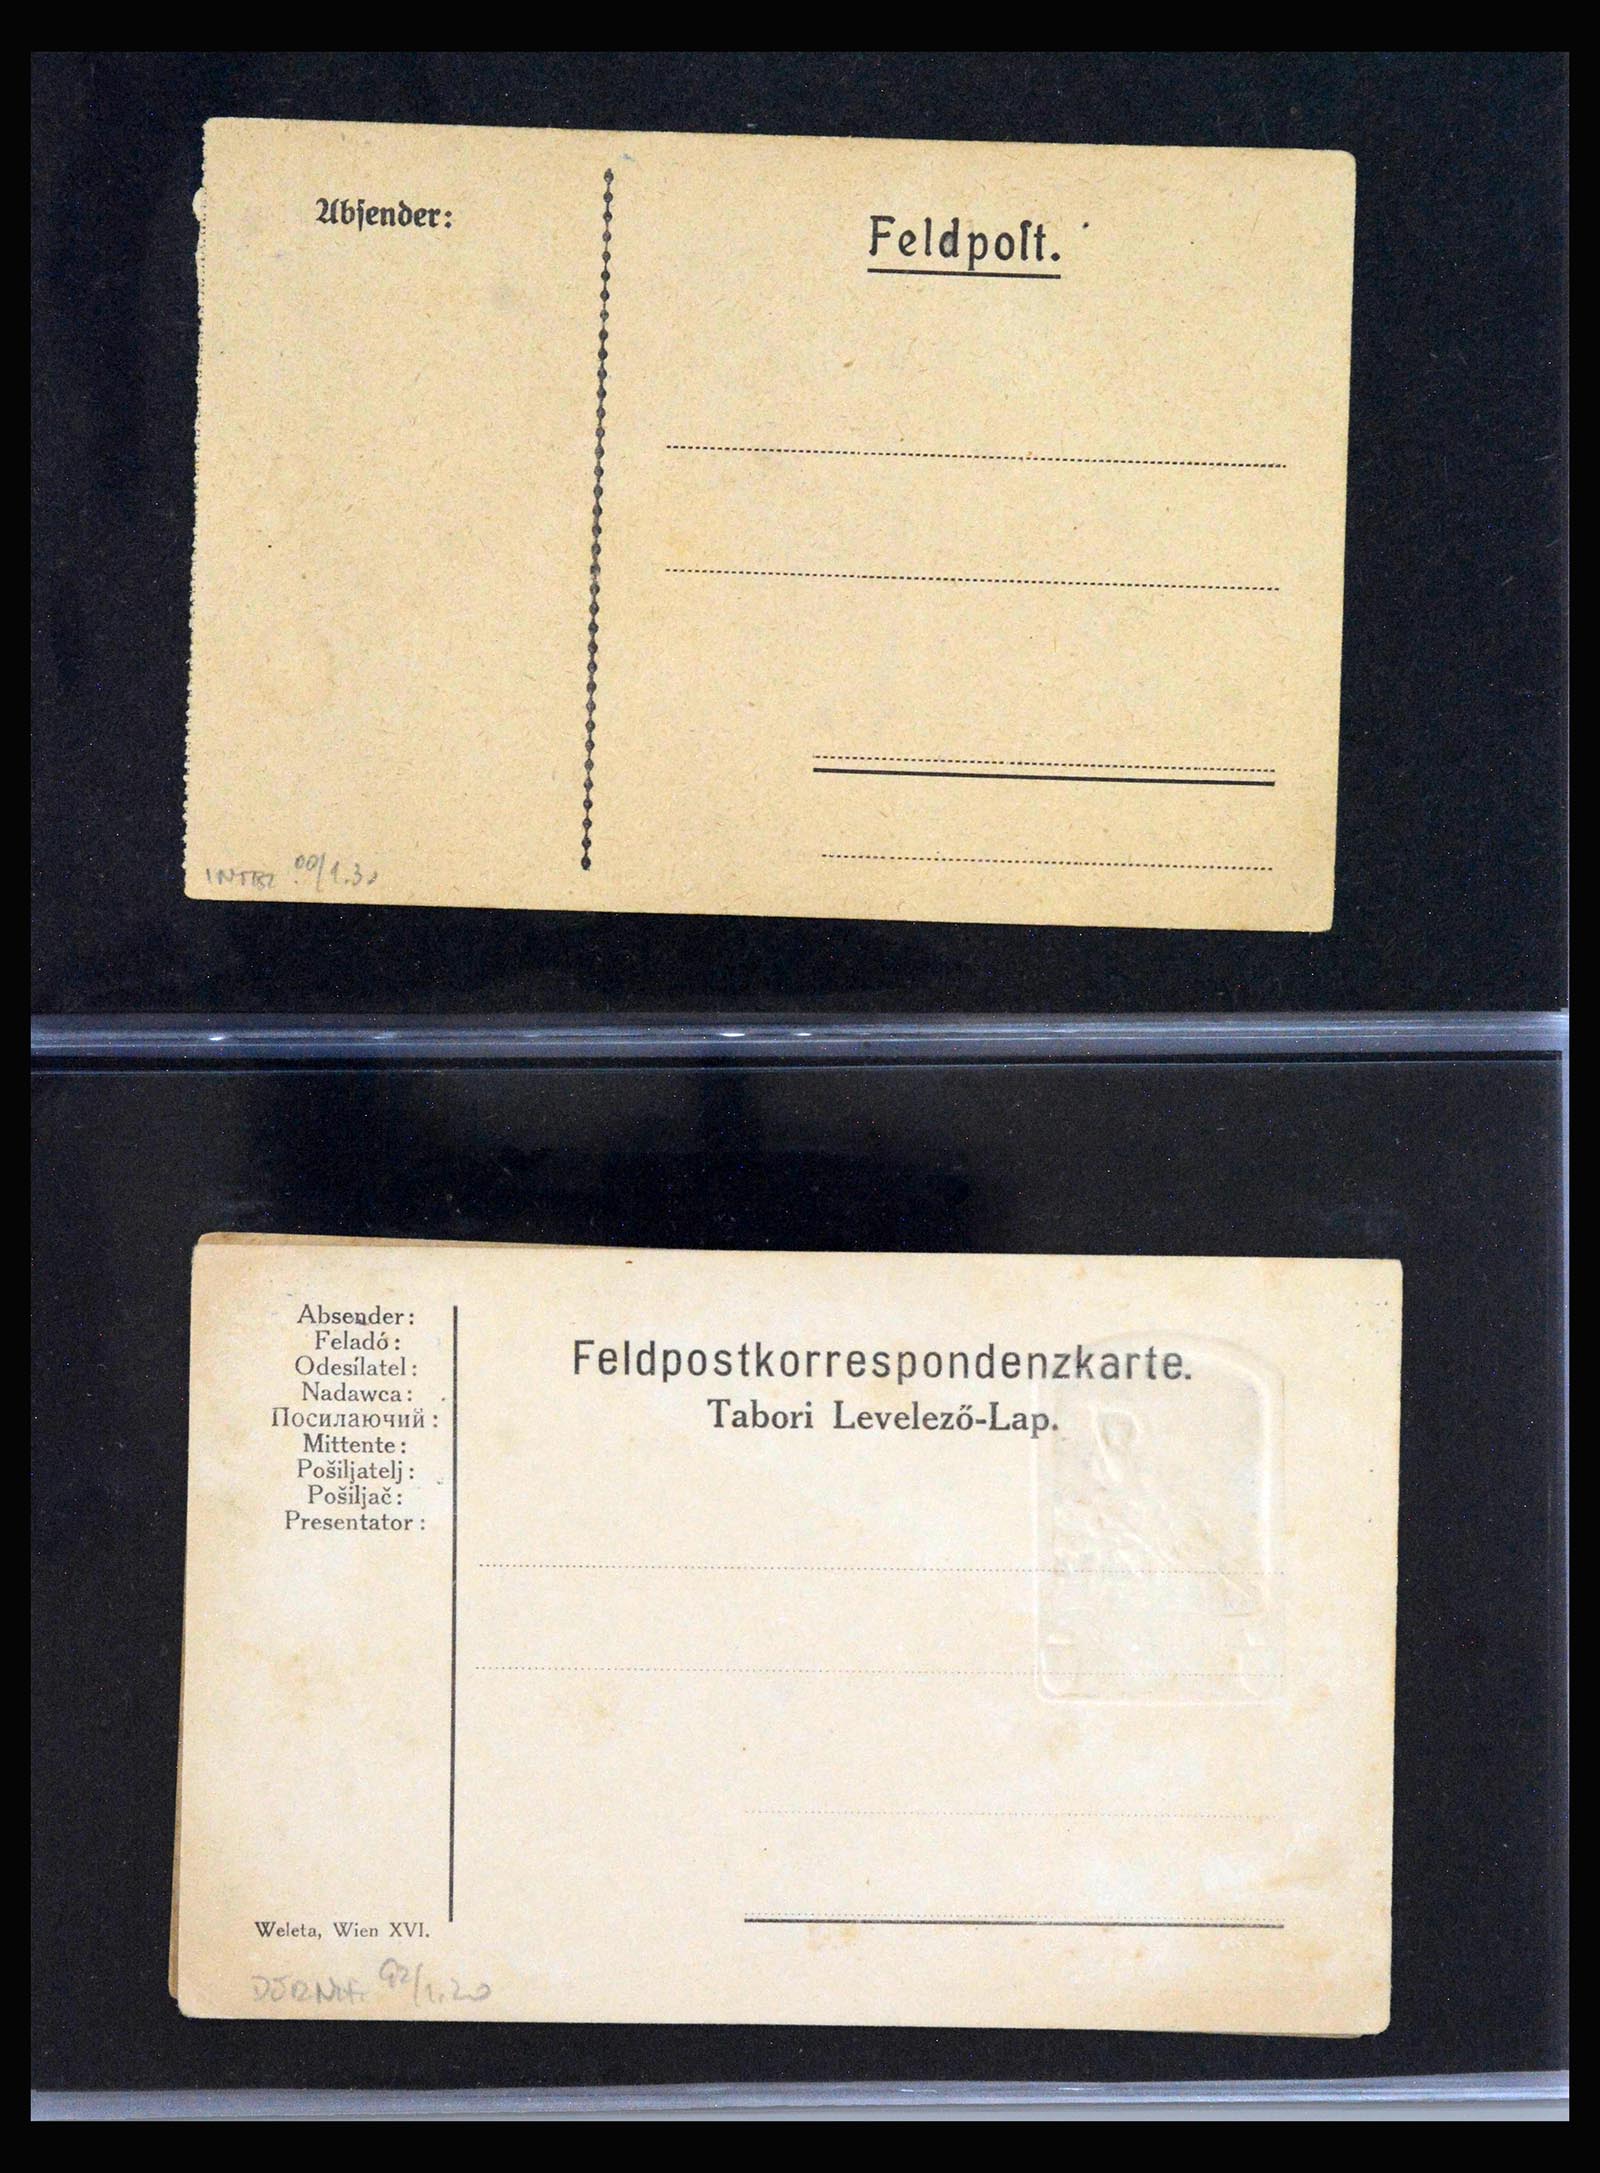 Absender:
Feldpost.
Absender:
Feladó:
Odesílatel:
Nadawca:
Посилаючий:
Mittente:
Pošiljatelj:
Pošiljač:
Presentator:
Feldpostkorrespondenzkarte.
Tabori Levelező-Lap.
Weleta, Wien XVI.